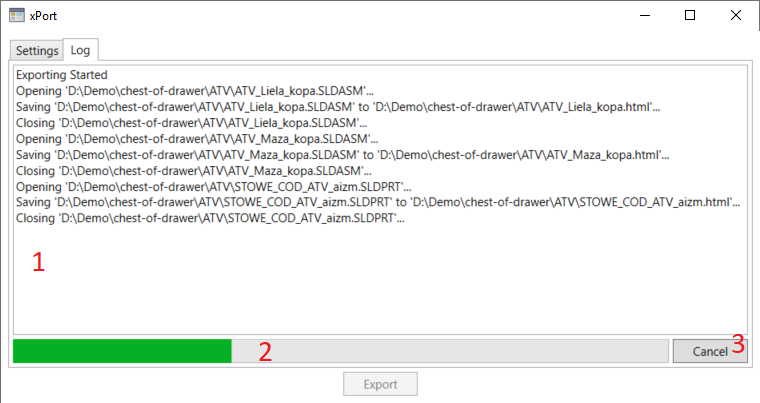 xPort
Settings Log
Exporting Started
Opening 'D:\Demo\chest-of-drawer\ATV\ATV_Liela_kopa.SLDASM'...
Saving 'D:\Demo\chest-of-drawer\ATV\ATV_Liela_kopa.SLDASM' to 'D:\Demo\chest-of-drawer\ATV\ATV_Liela_kopa.html'...
Closing 'D:\Demo\chest-of-drawer\ATV\ATV_Liela_kopa.SLDASM'...
Opening 'D:\Demo\chest-of-drawer\ATV\ATV_Maza_kopa.SLDASM'...
Saving 'D:\Demo\chest-of-drawer\ATV\ATV_Maza_kopa.SLDASM' to 'D:\Demo\chest-of-drawer\ATV\ATV_Maza_kopa.html'...
Closing 'D:\Demo\chest-of-drawer\ATV\ATV_Maza_kopa.SLDASM'...
Opening 'D:\Demo\chest-of-drawer\ATV\STOWE_COD_ATV_aizm.SLDPRT'...
Saving 'D:\Demo\chest-of-drawer\ATV\STOWE_COD_ATV_aizm.SLDPRT' to 'D:\Demo\chest-of-drawer\ATV\STOWE_COD_ATV_aizm.html'...
Closing 'D:\Demo\chest-of-drawer\ATV\STOWE_COD_ATV_aizm.SLDPRT'...
1
2
Cancel 3
Export